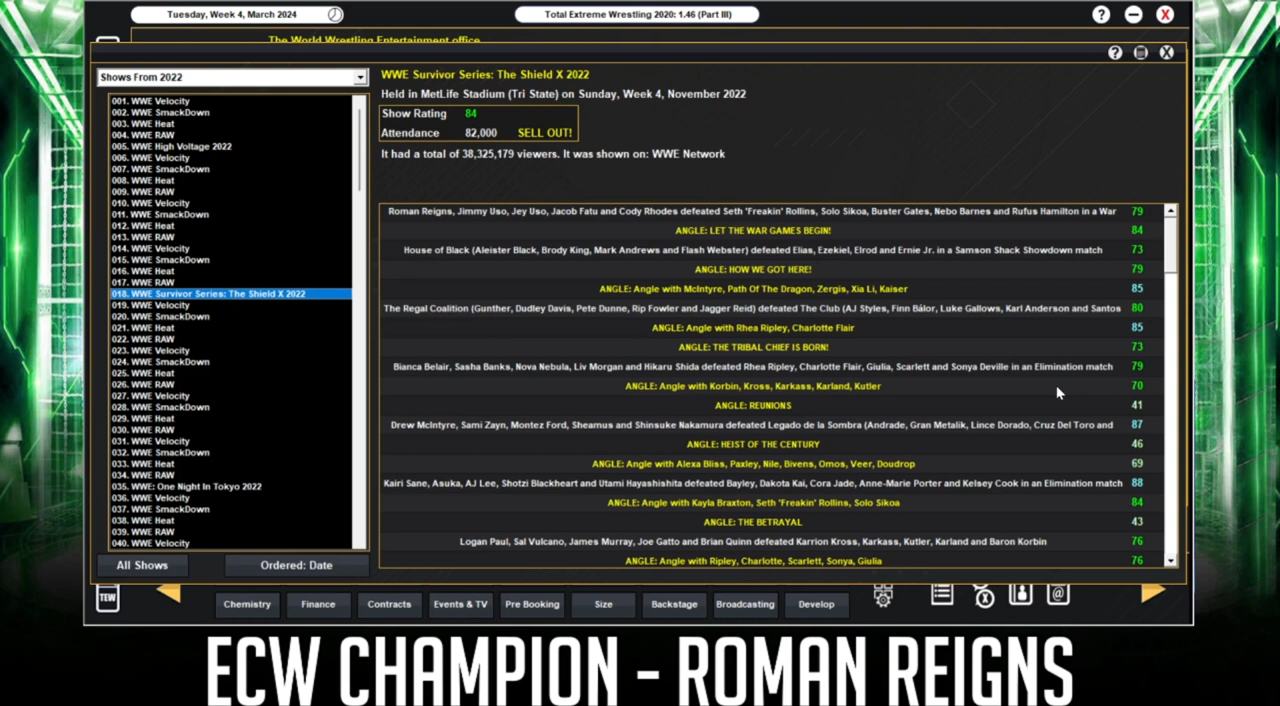 Tuesday, Week 4, March 2024
Total Extreme Wrestling 2020: 1.46 (Part III)
The World Wrestling Entertainment office
Shows From 2022
001. WWE Velocity
002. WWE SmackDown
003. WWE Heat
004. WWE RAW
005. WWE High Voltage 2022
006. WWE Velocity
007. WWE SmackDown
008. WWE Heat
009. WWE RAW
010. WWE Velocity
011. WWE SmackDown
012. WWE Heat
013. WWE RAW
014. WWE Velocity
015. WWE SmackDown
016. WWE Heat
017. WWE RAW
018. WWE Survivor Series: The Shield X 2022
019. WWE Velocity
020. WWE SmackDown
021. WWE Heat
022. WWE RAW
023. WWE Velocity
024. WWE SmackDown
025. WWE Heat
026. WWE RAW
027. WWE Velocity
028. WWE SmackDown
029. WWE Heat
030. WWE RAW
031. WWE Velocity
032. WWE SmackDown
033. WWE Heat
034. WWE RAW
035. WWE: One Night In Tokyo 2022
036. WWE Velocity
037. WWE SmackDown
038. WWE Heat
039. WWE RAW
040. WWE Velocity
All Shows
Ordered: Date
WWE Survivor Series: The Shield X 2022
Held in MetLife Stadium (Tri State) on Sunday, Week 4, November 2022
Show Rating 84
Attendance 82,000 SELL OUT!
It had a total of 38,325,179 viewers. It was shown on: WWE Network
Roman Reigns, Jimmy Uso, Jey Uso, Jacob Fatu and Cody Rhodes defeated Seth 'Freakin' Rollins, Solo Sikoa, Buster Gates, Nebo Barnes and Rufus Hamilton in a War 79
ANGLE: LET THE WAR GAMES BEGIN! 84
House of Black (Aleister Black, Brody King, Mark Andrews and Flash Webster) defeated Elias, Ezekiel, Elrod and Ernie Jr. in a Samson Shack Showdown match 73
ANGLE: HOW WE GOT HERE! 79
ANGLE: Angle with McIntyre, Path Of The Dragon, Zergis, Xia Li, Kaiser 85
The Regal Coalition (Gunther, Dudley Davis, Pete Dunne, Rip Fowler and Jagger Reid) defeated The Club (AJ Styles, Finn Bálor, Luke Gallows, Karl Anderson and Santos 80
ANGLE: Angle with Rhea Ripley, Charlotte Flair 85
ANGLE: THE TRIBAL CHIEF IS BORN! 73
Bianca Belair, Sasha Banks, Nova Nebula, Liv Morgan and Hikaru Shida defeated Rhea Ripley, Charlotte Flair, Giulia, Scarlett and Sonya Deville in an Elimination match 79
ANGLE: Angle with Korbin, Kross, Karkass, Karland, Kutler 70
ANGLE: REUNIONS 41
Drew McIntyre, Sami Zayn, Montez Ford, Sheamus and Shinsuke Nakamura defeated Legado de la Sombra (Andrade, Gran Metalik, Lince Dorado, Cruz Del Toro and 87
ANGLE: HEIST OF THE CENTURY 46
ANGLE: Angle with Alexa Bliss, Paxley, Nile, Bivens, Omos, Veer, Doudrop 69
Kairi Sane, Asuka, AJ Lee, Shotzi Blackheart and Utami Hayashishita defeated Bayley, Dakota Kai, Cora Jade, Anne-Marie Porter and Kelsey Cook in an Elimination match 88
ANGLE: Angle with Kayla Braxton, Seth 'Freakin' Rollins, Solo Sikoa 84
ANGLE: THE BETRAYAL 43
Logan Paul, Sal Vulcano, James Murray, Joe Gatto and Brian Quinn defeated Karrion Kross, Karkass, Kutler, Karland and Baron Korbin 76
ANGLE: Angle with Ripley, Charlotte, Scarlett, Sonya, Giulia 76
TEW
Chemistry
Finance
Contracts
Events & TV
Pre Booking
Size
Backstage
Broadcasting
Develop
ECW CHAMPION - ROMAN REIGNS